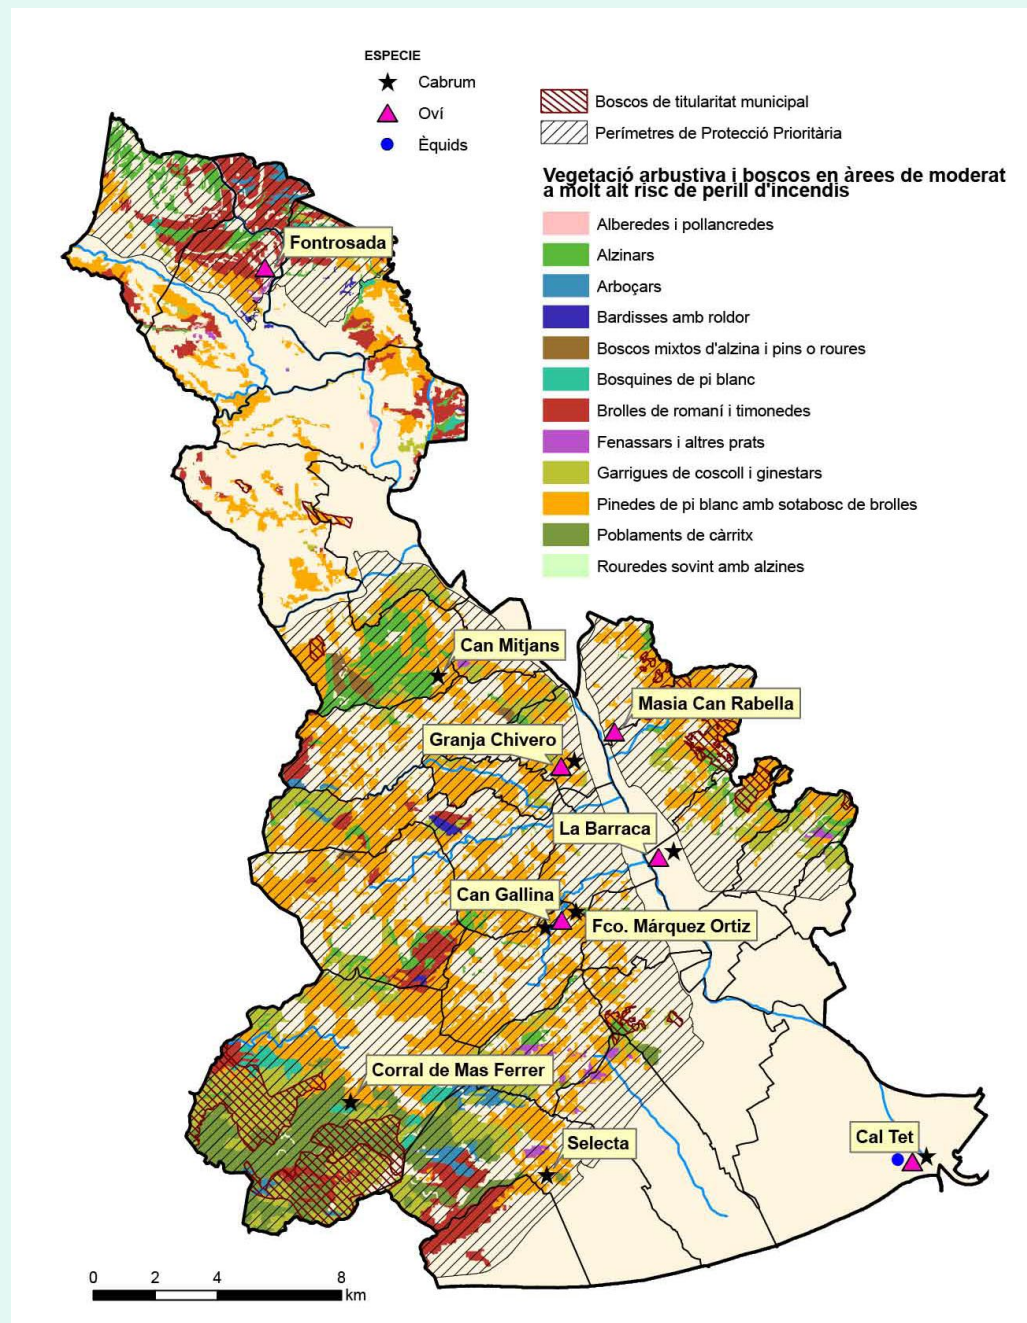 ESPECIE
Cabrum
Oví
Èquids
Boscos de titularitat municipal
Perímetres de Protecció Prioritària
Vegetació arbustiva i boscos en àrees de moderat
a molt alt risc de perill d'incendis
Alberedes i pollancredes
Alzinars
Arboçars
Bardisses amb roldor
Boscos mixtos d'alzina i pins o roures
Bosquines de pi blanc
Brolles de romaní i timonedes
Fenassars i altres prats
Garrigues de coscoll i ginestars
Pinedes de pi blanc amb sotabosc de brolles
Poblaments de càrritx
Rouredes sovint amb alzines
Fontrosada
Can Mitjans
Masia Can Rabella
Granja Chivero
La Barraca
Can Gallina
Fco. Márquez Ortiz
Corral de Mas Ferrer
Selecta
Cal Tet
0 2 4 8
km